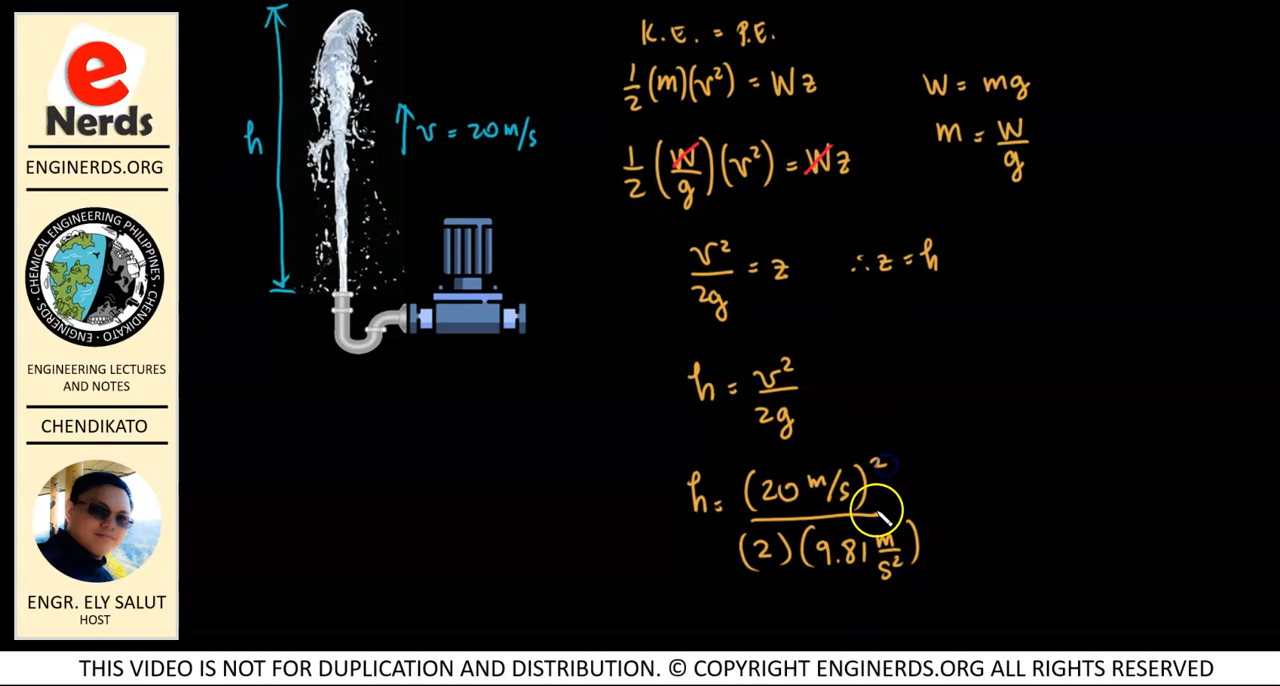 e
Nerds
ENGINERDS.ORG
CHEMICAL ENGINEERING PHILIPPINES
ENGINERDS • CHENDIKATO
ENGINEERING LECTURES
AND NOTES
CHENDIKATO
ENGR. ELY SALUT
HOST
h
↑ v = 20 m/s
K.E. = P.E.
1/2 (m)(v²) = Wz
W = mg
m = W/g
1/2 (W/g)(v²) = Wz
v²/2g = z ∴ z = h
h = v²/2g
h = (20 m/s)²/(2)(9.81 m/s²)
THIS VIDEO IS NOT FOR DUPLICATION AND DISTRIBUTION. © COPYRIGHT ENGINERDS.ORG ALL RIGHTS RESERVED